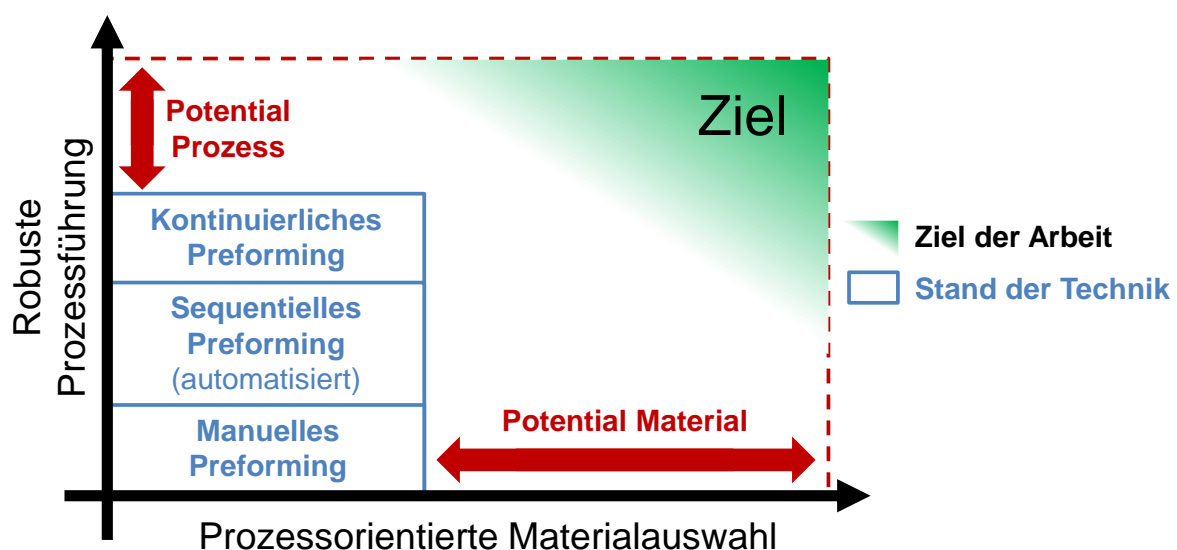 Robuste
Prozessführung
Potential
Prozess
Ziel
Kontinuierliches
Preforming
Sequentielles
Preforming
(automatisiert)
Manuelles
Preforming
Potential Material
Prozessorientierte Materialauswahl
Ziel der Arbeit
Stand der Technik